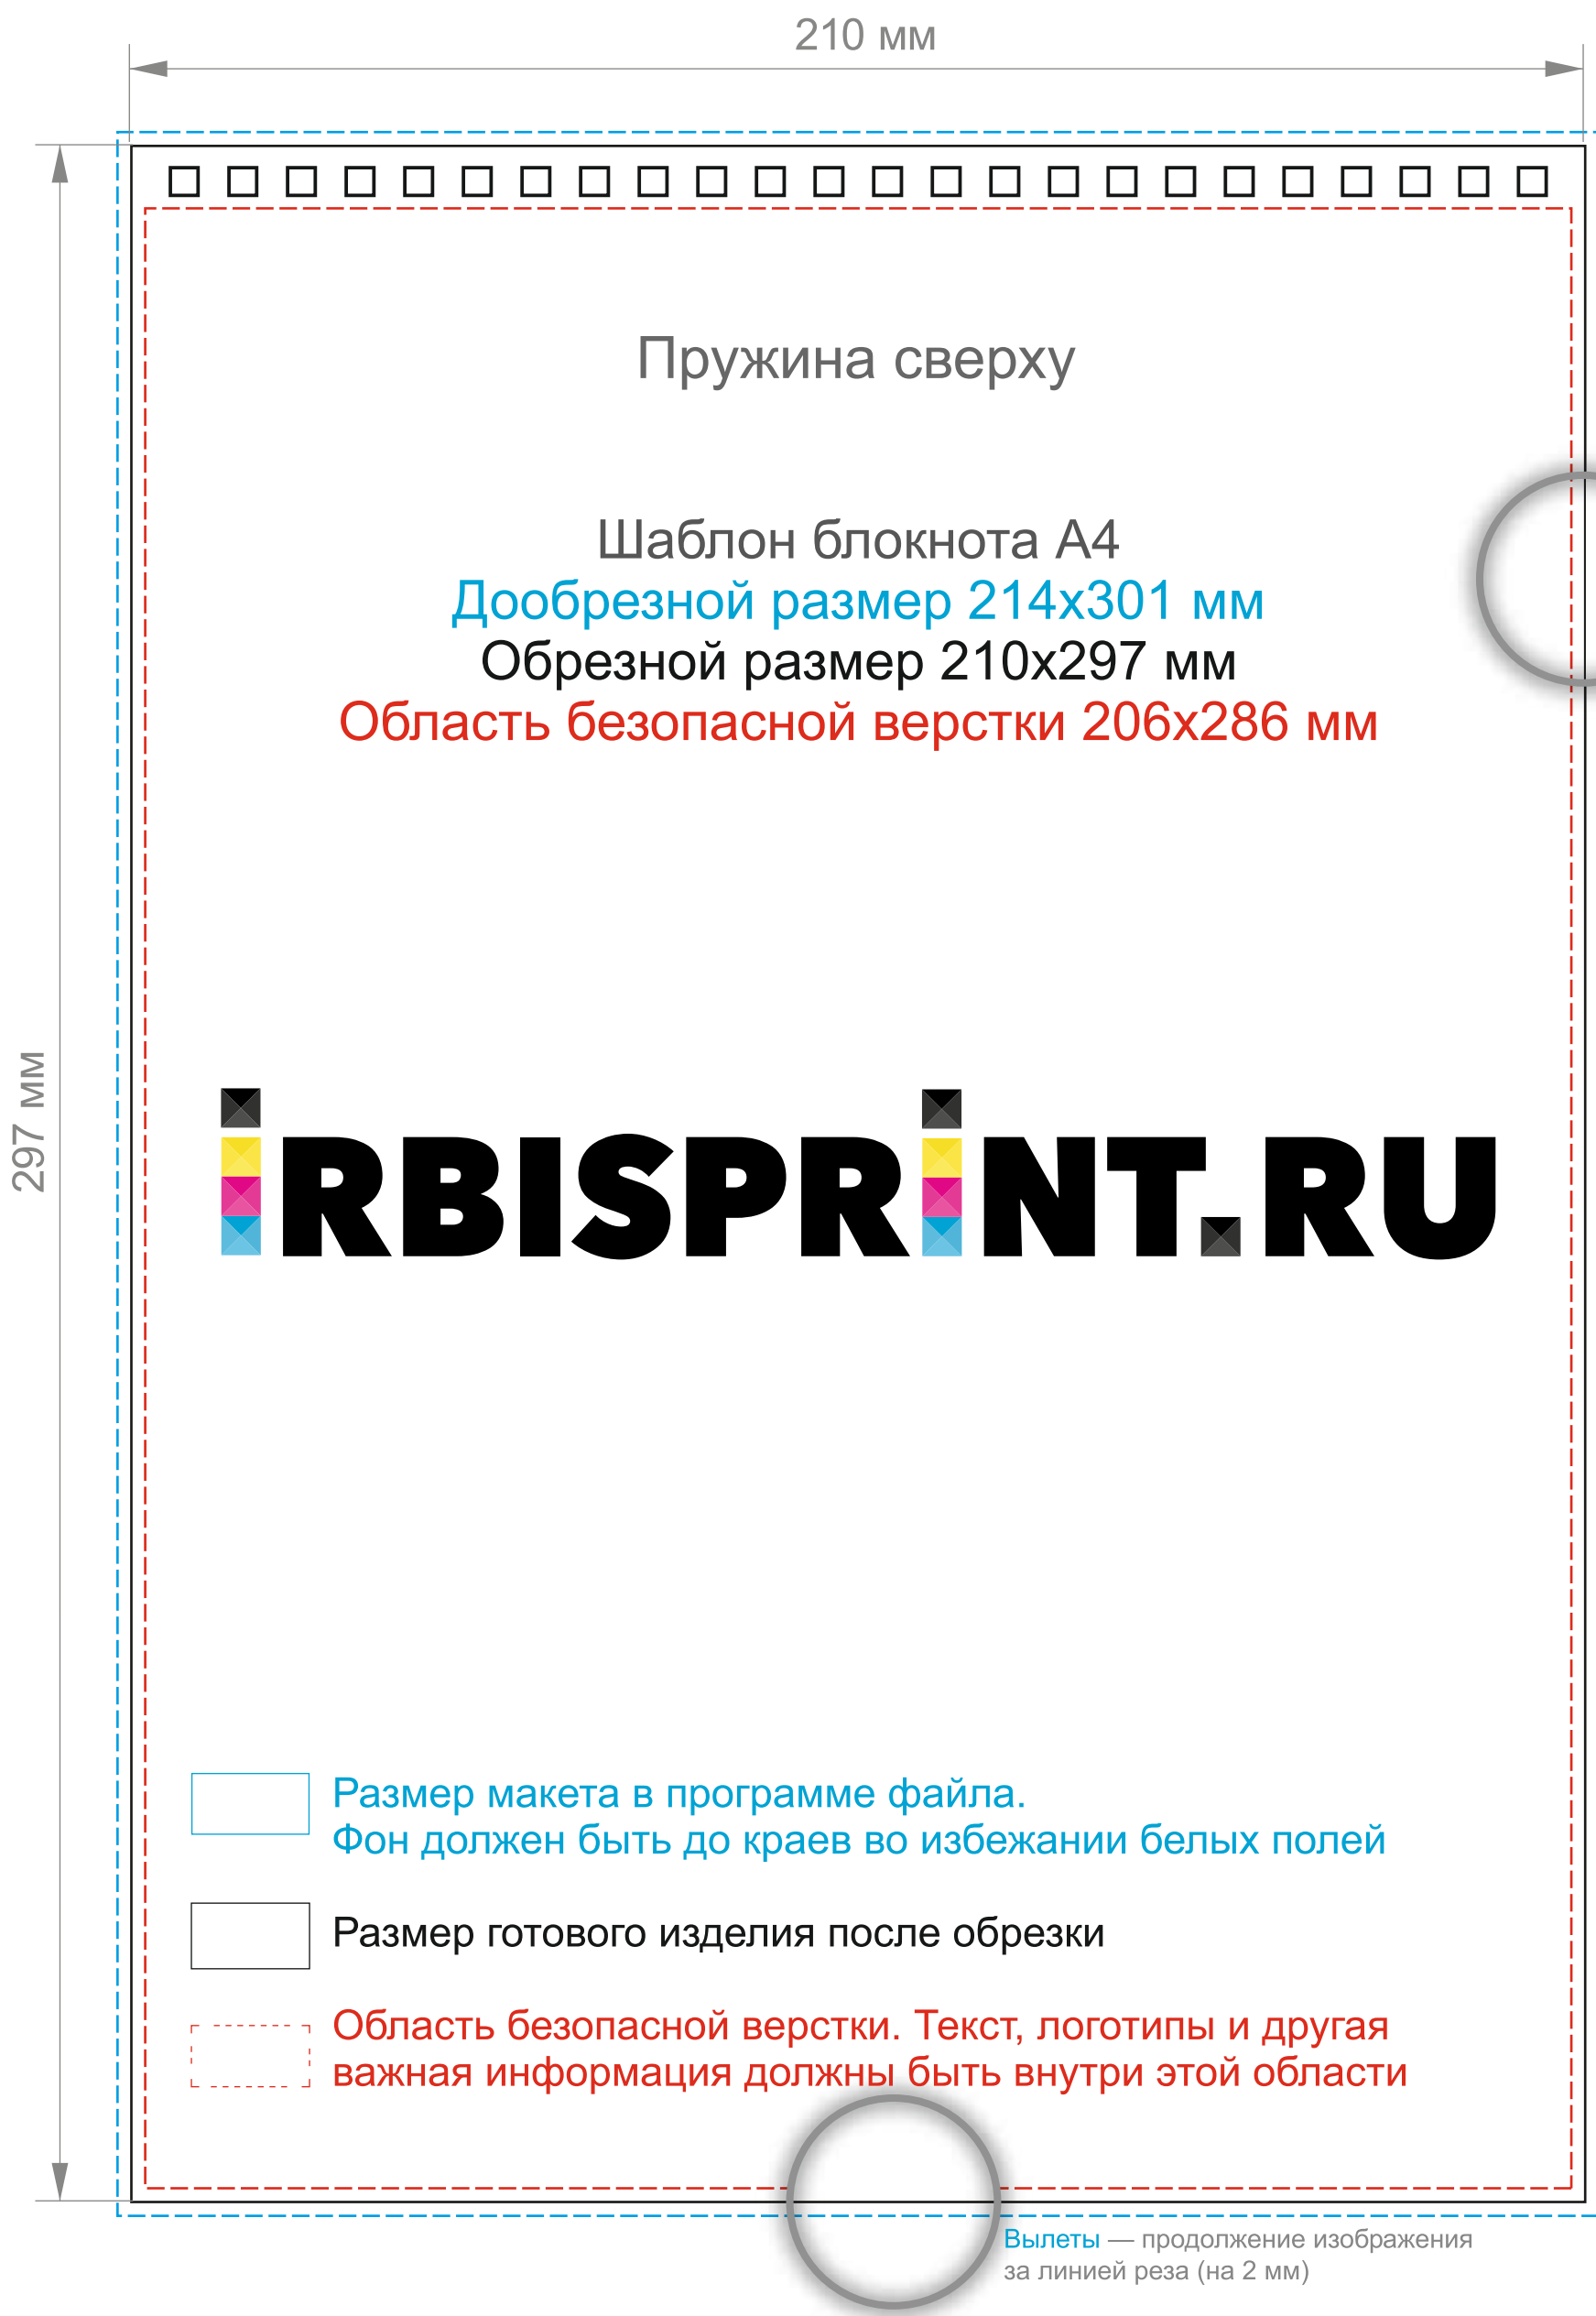 210 мм
Пружина сверху
Шаблон блокнота А4
Дообрезной размер 214х301 мм
Обрезной размер 210х297 мм
Область безопасной верстки 206х286 мм
297 мм
iRBISPRiNT.RU
Размер макета в программе файла.
Фон должен быть до краев во избежании белых полей
Размер готового изделия после обрезки
Область безопасной верстки. Текст, логотипы и другая
важная информация должны быть внутри этой области
Вылеты — продолжение изображения
за линией реза (на 2 мм)